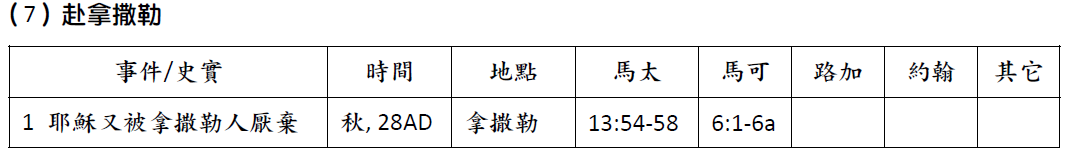 （7）赴拿撒勒
事件/史實 時間 地點 馬太 馬可 路加 約翰 其它
1 耶穌又被拿撒勒人厭棄 秋, 28AD 拿撒勒 13:54-58 6:1-6a